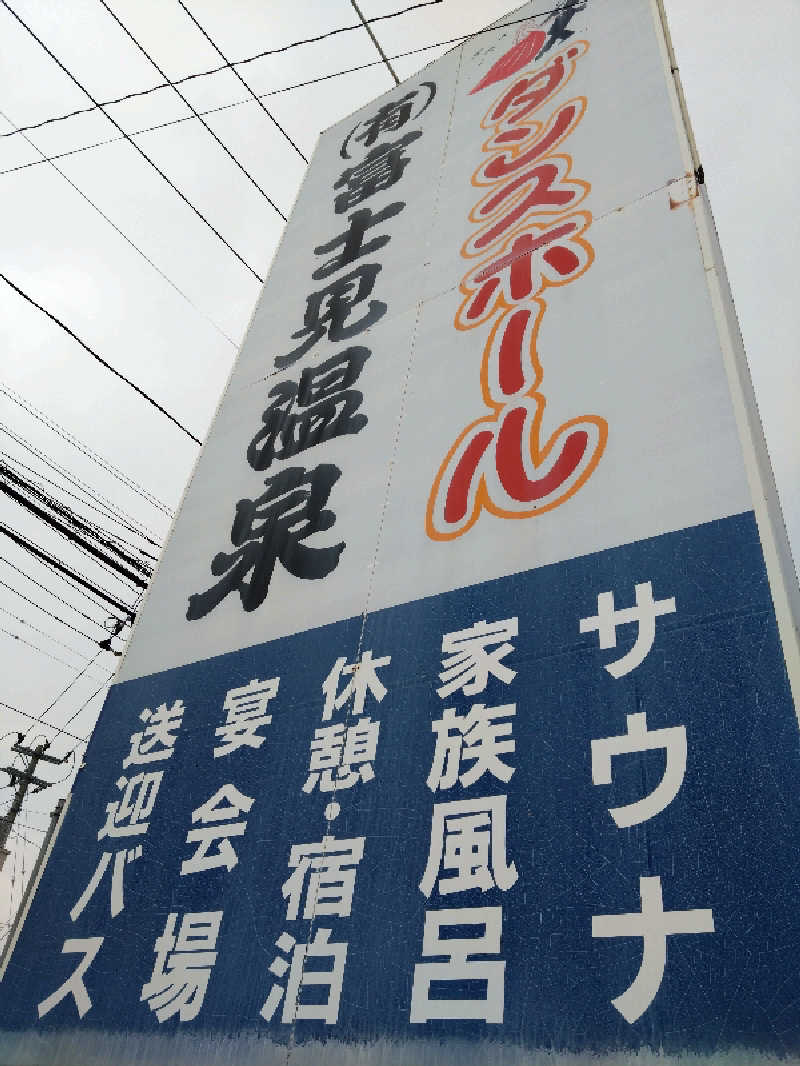 ダンスホール
㈲富士見温泉
サウナ
家族風呂
休憩・宿泊
宴会場
送迎バス